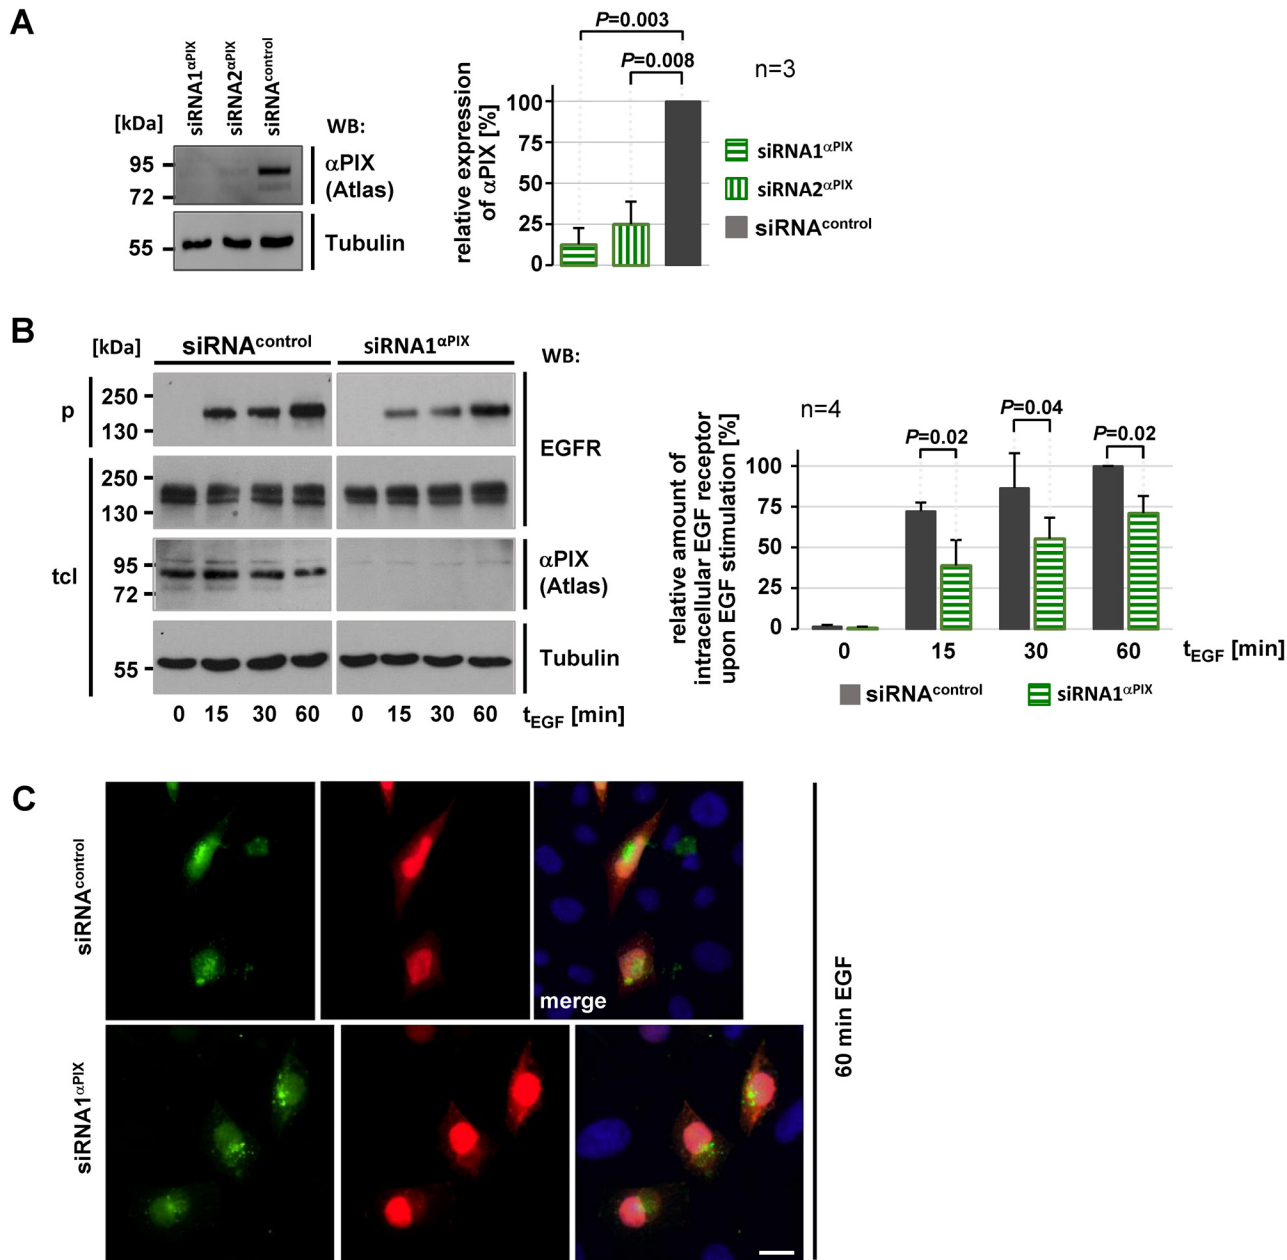 A
siRNA1αPIX
siRNA2αPIX
siRNAcontrol
[kDa]
WB:
95
72
αPIX
(Atlas)
55
Tubulin
P=0.003
P=0.008
n=3
relative expression
of αPIX [%]
100
75
50
25
0
siRNA1αPIX
siRNA2αPIX
siRNAcontrol
B
[kDa]
siRNAcontrol
siRNA1αPIX
WB:
p
250
130
EGFR
tcl
250
130
95
72
αPIX
(Atlas)
55
Tubulin
0 15 30 60 0 15 30 60 tEGF [min]
n=4
P=0.02
P=0.04
P=0.02
relative amount of
intracellular EGF receptor
upon EGF stimulation [%]
100
75
50
25
0
0 15 30 60 tEGF [min]
siRNAcontrol
siRNA1αPIX
C
siRNAcontrol
merge
siRNA1αPIX
60 min EGF